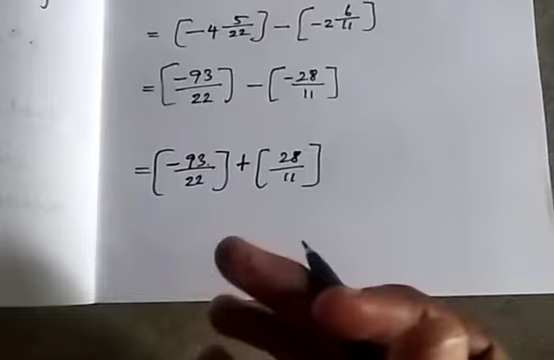 = [-4 5/22] - [-2 6/11]
= [-93/22] - [-28/11]
= [-93/22] + [28/11]